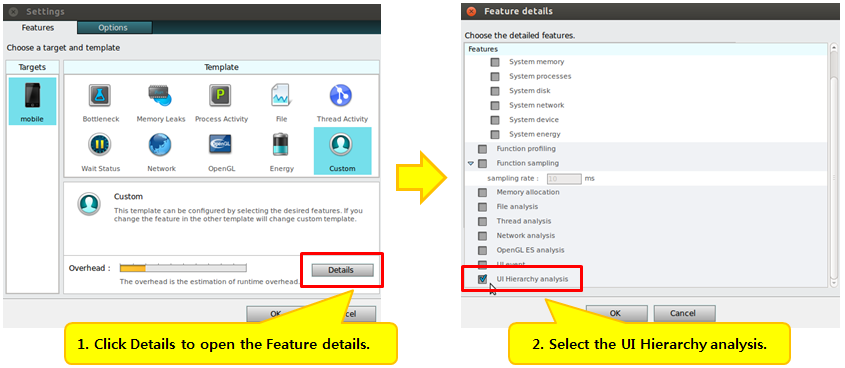 Settings
Features
Options
Choose a target and template
Targets
Template
mobile
Bottleneck
Memory Leaks
Process Activity
File
Thread Activity
Wait Status
Network
OpenGL
Energy
Custom
Custom
This template can be configured by selecting the desired features. If you
change the feature in the other template will change custom template.
Overhead :
Details
The overhead is the estimation of runtime overhead.
1. Click Details to open the Feature details.
Feature details
Choose the detailed features.
Features
System memory
System processes
System disk
System network
System device
System energy
Function profiling
Function sampling
sampling rate : 10 ms
Memory allocation
File analysis
Thread analysis
Network analysis
OpenGL ES analysis
UI event
UI Hierarchy analysis
OK
Cancel
2. Select the UI Hierarchy analysis.